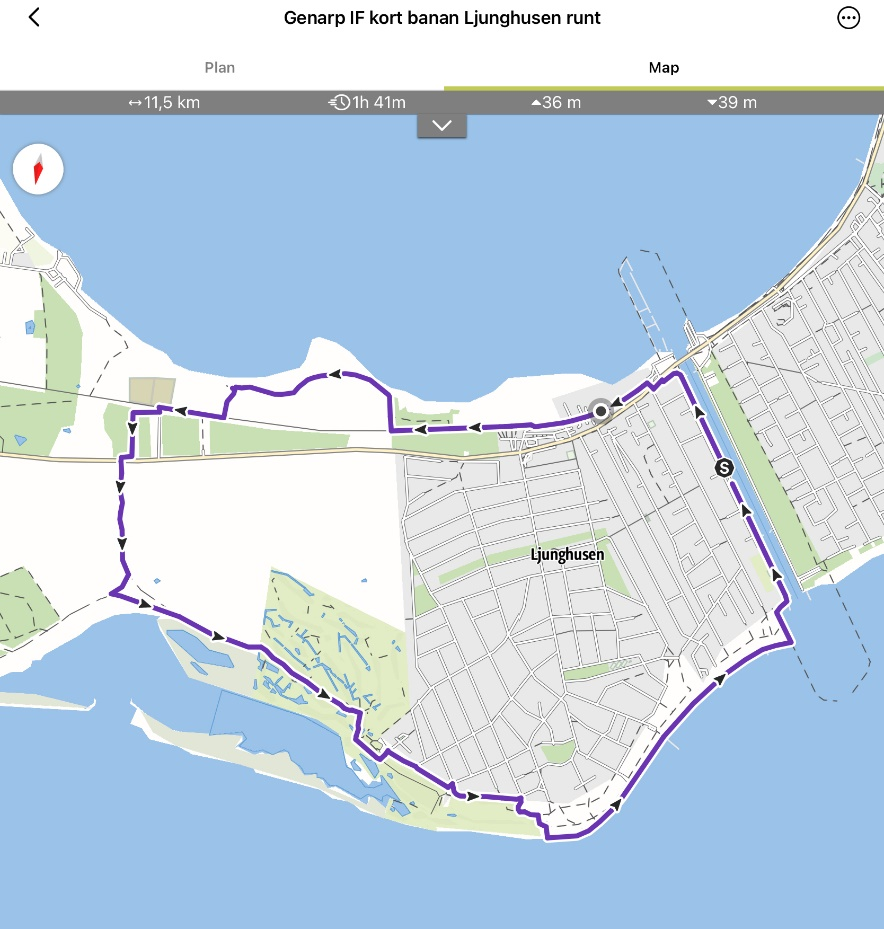 Genarp IF kort banan Ljunghusen runt
Plan Map
11,5 km 1h 41m 36 m 39 m
S
Ljunghusen